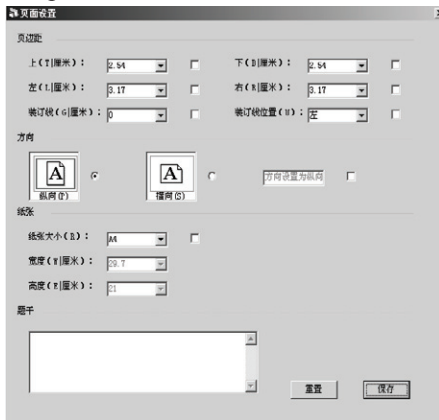 页面设置
页边距
上(T|厘米): 2.54 下(D|厘米): 2.54
左(L|厘米): 3.17 右(R|厘米): 3.17
装订线(G|厘米): 0 装订线位置(U): 左
方向
A A 方向设置为纵向
纵向(P) 横向(S)
纸张
纸张大小(R): A4
宽度(W|厘米): 29.7
高度(E|厘米): 21
题干
重置 保存